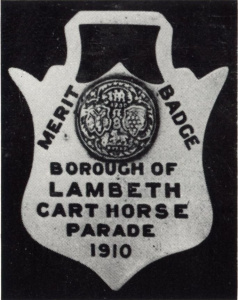 MERIT BADGE
BOROUGH OF
LAMBETH
CART HORSE
PARADE
1910